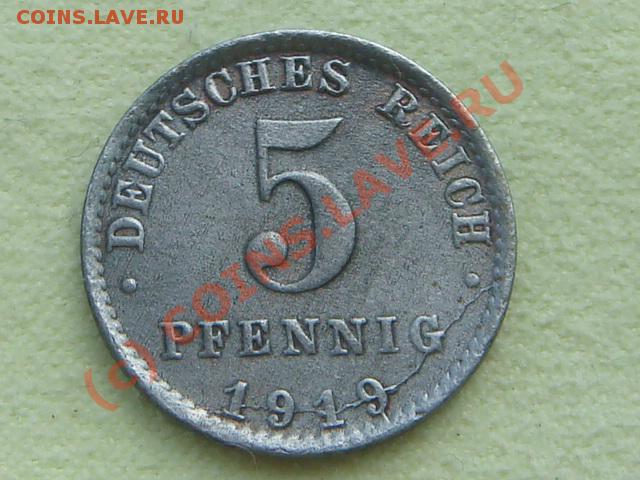 COINS.LAVE.RU
DEUTSCHES REICH
5
PFENNIG
1919
(c) COINS.LAVE.RU